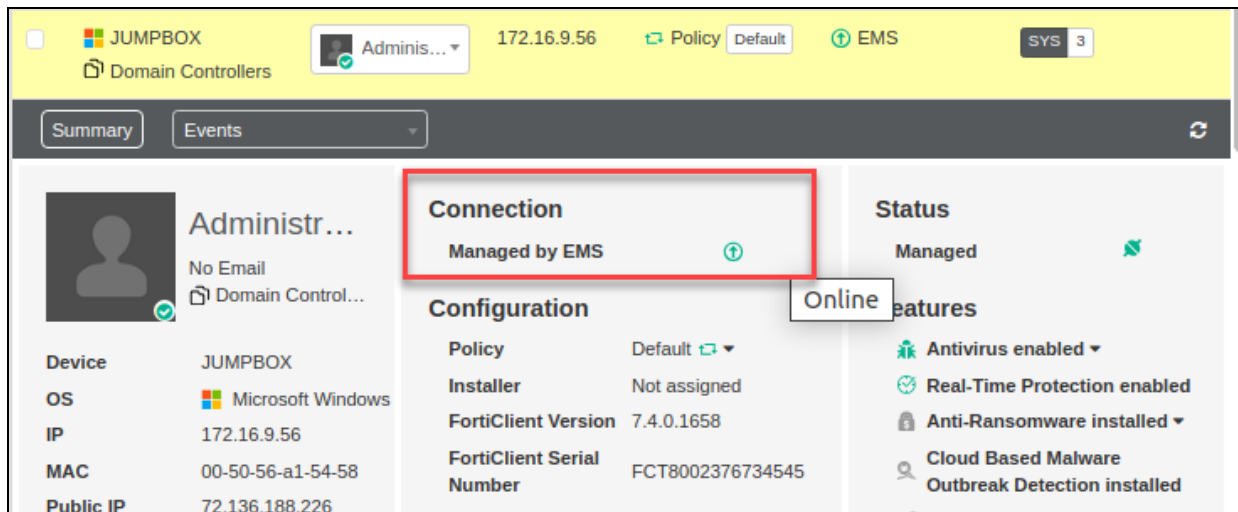 JUMPBOX
Domain Controllers
Adminis...
172.16.9.56
Policy Default
EMS
SYS 3
Summary
Events
Administr...
No Email
Domain Control...
Device JUMPBOX
OS Microsoft Windows
IP 172.16.9.56
MAC 00-50-56-a1-54-58
Public IP 72.136.188.226
Connection
Managed by EMS
Online
Configuration
Policy Default
Installer Not assigned
FortiClient Version 7.4.0.1658
FortiClient Serial
Number FCT8002376734545
Status
Managed
eatures
Antivirus enabled
Real-Time Protection enabled
Anti-Ransomware installed
Cloud Based Malware
Outbreak Detection installed